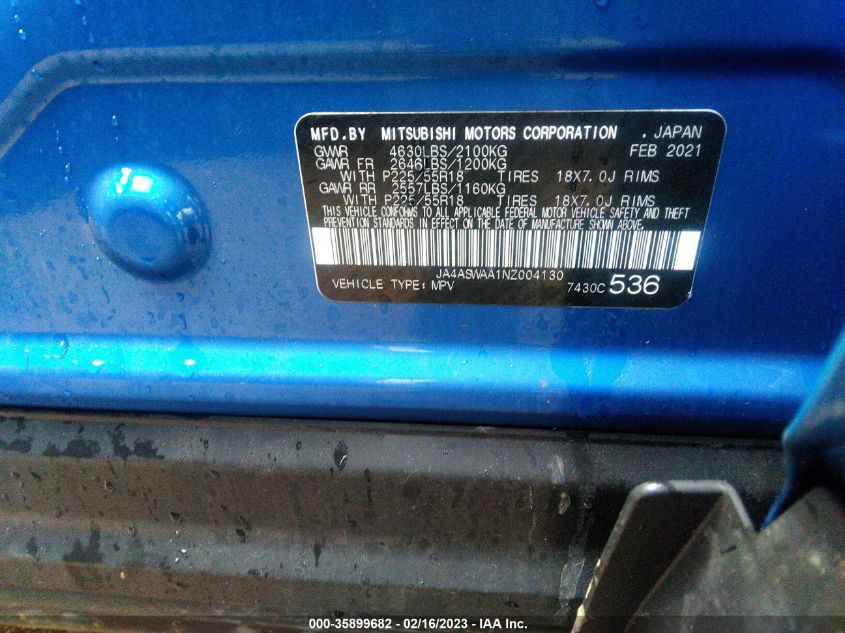 MFD.BY MITSUBISHI MOTORS CORPORATION , JAPAN
GVWR 4630LBS/2100KG FEB 2021
GAWR FR 2646LBS/1200KG
WITH P225/55R18 TIRES 18X7.0J RIMS
GAWR RR 2557LBS/1160KG
WITH P225/55R18 TIRES 18X7.0J RIMS
THIS VEHICLE CONFORMS TO ALL APPLICABLE FEDERAL MOTOR VEHICLE SAFETY AND THEFT
PREVENTION STANDARDS IN EFFECT ON THE DATE OF MANUFACTURE SHOWN ABOVE.
JA4ASWAA1NZ004130
VEHICLE TYPE: MPV 7430C 536
000-35899682 - 02/16/2023 - IAA Inc.